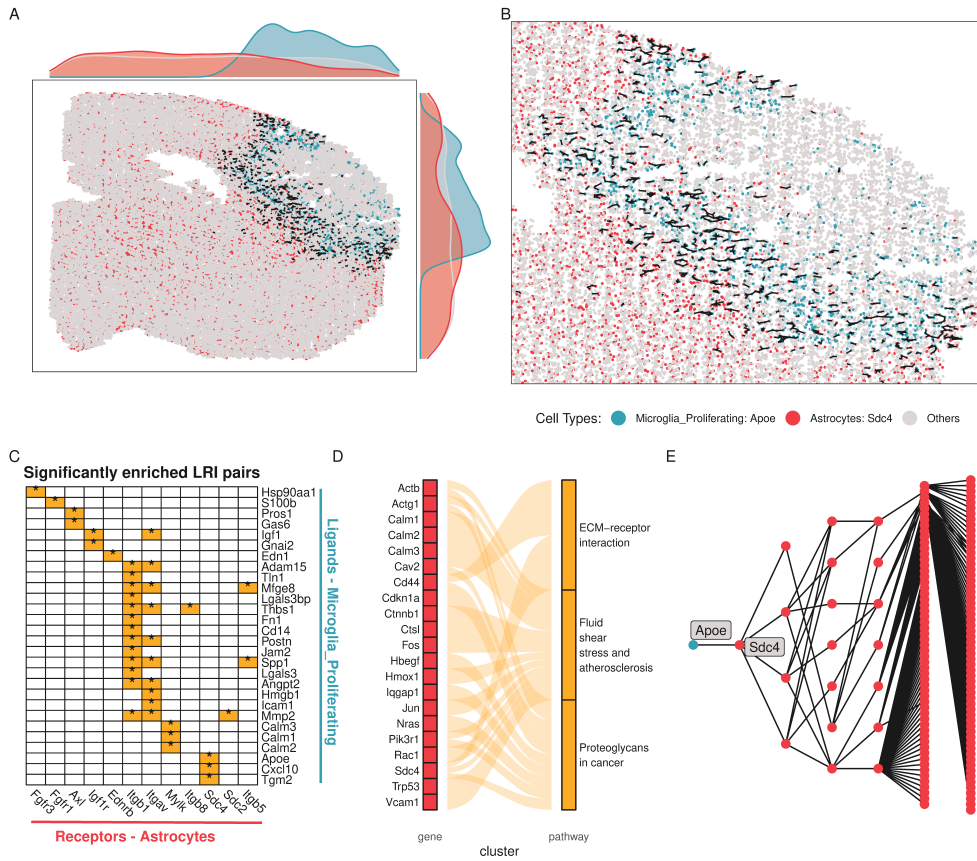 A
B
Cell Types:
Microglia_Proliferating: Apoe
Astrocytes: Sdc4
Others
C
Significantly enriched LRI pairs
Hsp90aa1
S100b
Pros1
Gas6
Igf1
Gnai2
Edn1
Adam15
Tln1
Mfge8
Lgals3bp
Thbs1
Fn1
Cd14
Postn
Jam2
Spp1
Lgals3
Angpt2
Hmgb1
Icam1
Mmp2
Calm3
Calm1
Calm2
Apoe
Cxcl10
Tgm2
Ligands - Microglia_Proliferating
Fgfr3
Fgfr1
Axl
Igf1r
Ednrb
Itgb1
Itgav
Mylk
Itgb8
Sdc4
Sdc2
Itgb5
Receptors - Astrocytes
D
Actb
Actg1
Calm1
Calm2
Calm3
Cav2
Cd44
Cdkn1a
Ctnnb1
Ctsl
Fos
Hbegf
Hmox1
Iqgap1
Jun
Nras
Pik3r1
Rac1
Sdc4
Trp53
Vcam1
ECM−receptor
interaction
Fluid
shear
stress and
atherosclerosis
Proteoglycans
in cancer
gene
pathway
cluster
E
Apoe
Sdc4